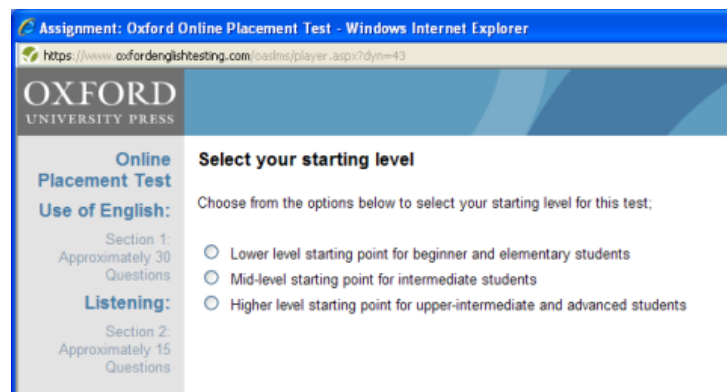 Assignment: Oxford Online Placement Test - Windows Internet Explorer
https://www.oxfordenglishtesting.com/oaslms/player.aspx?dyn=43
OXFORD
UNIVERSITY PRESS
Online
Placement Test
Use of English:
Section 1:
Approximately 30
Questions
Listening:
Section 2:
Approximately 15
Questions
Select your starting level
Choose from the options below to select your starting level for this test;
Lower level starting point for beginner and elementary students
Mid-level starting point for intermediate students
Higher level starting point for upper-intermediate and advanced students